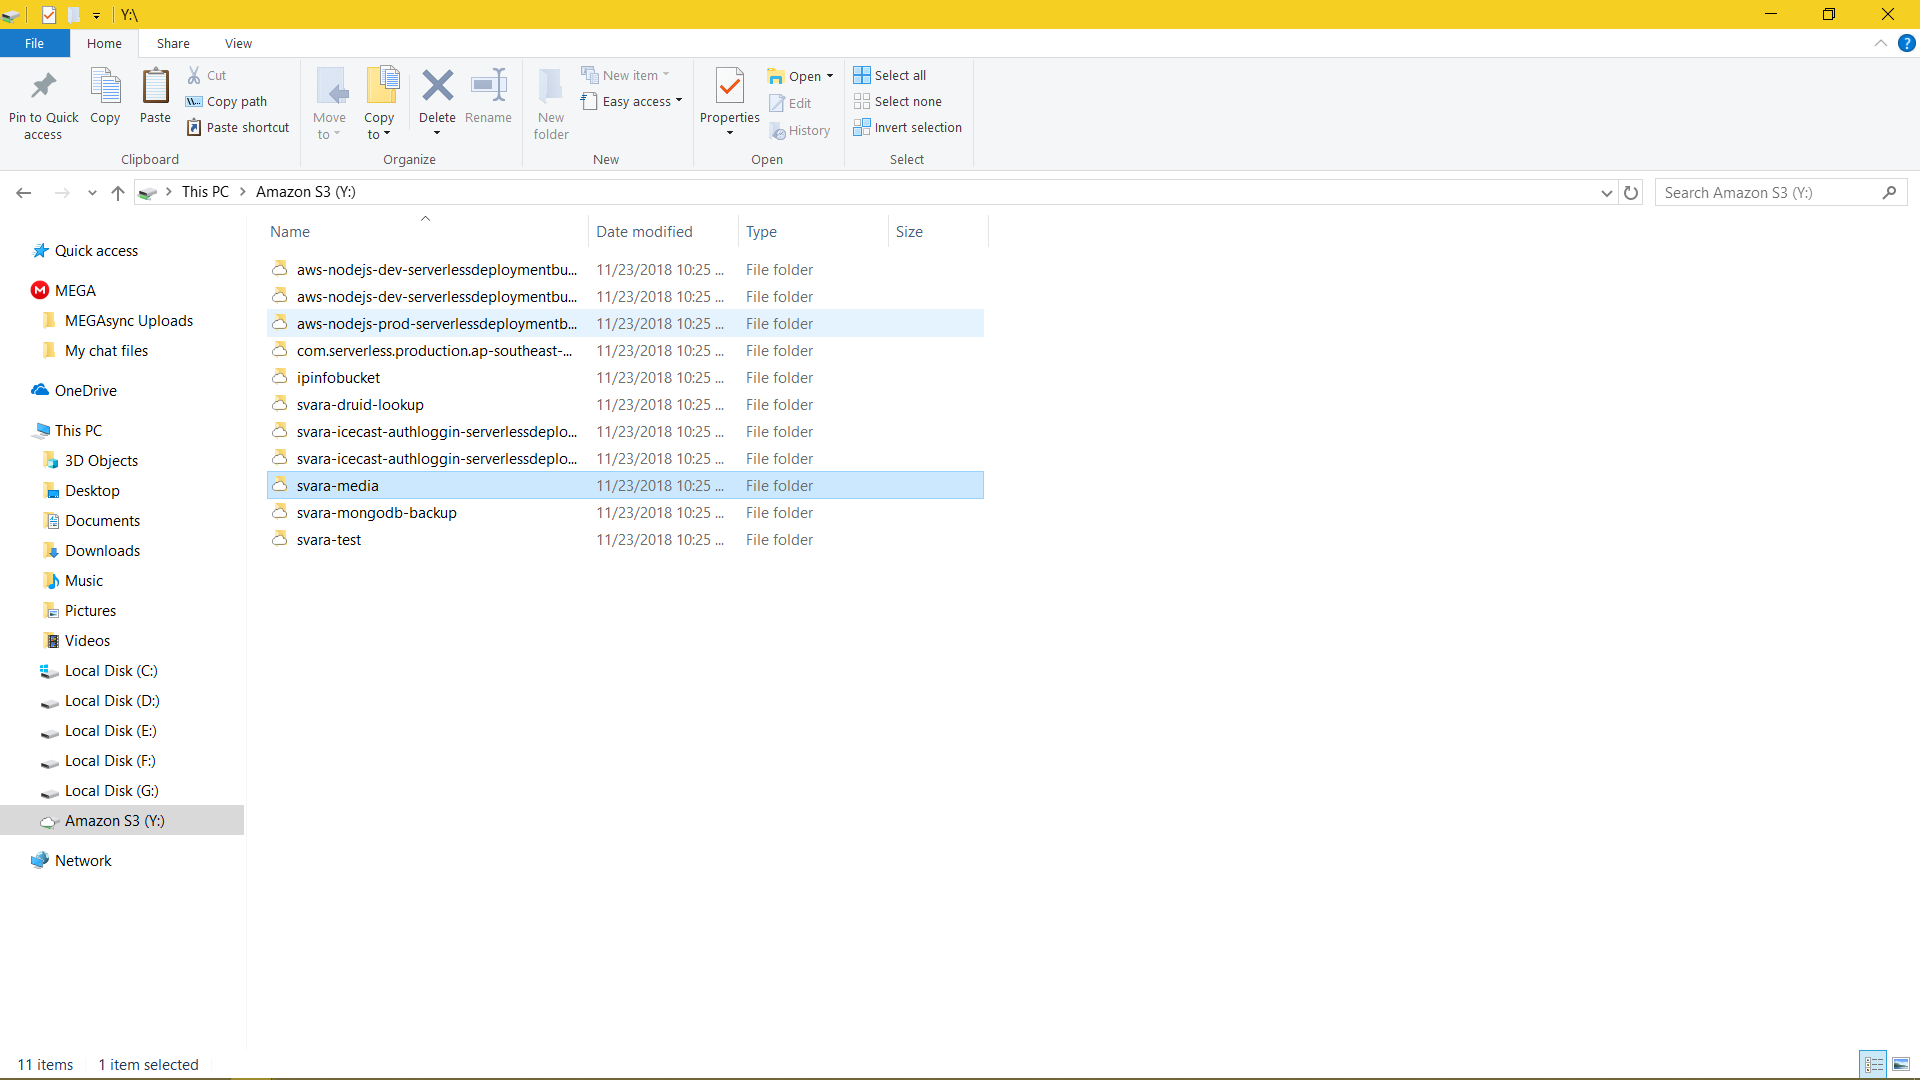 Y:\
File Home Share View
Pin to Quick access
Copy
Paste
Cut
Copy path
Paste shortcut
Clipboard
Move to
Copy to
Delete
Rename
Organize
New folder
New item
Easy access
New
Properties
Open
Edit
History
Open
Select all
Select none
Invert selection
Select
This PC Amazon S3 (Y:)
Search Amazon S3 (Y:)
Quick access
MEGA
MEGAsync Uploads
My chat files
OneDrive
This PC
3D Objects
Desktop
Documents
Downloads
Music
Pictures
Videos
Local Disk (C:)
Local Disk (D:)
Local Disk (E:)
Local Disk (F:)
Local Disk (G:)
Amazon S3 (Y:)
Network
Name Date modified Type Size
aws-nodejs-dev-serverlessdeploymentbu... 11/23/2018 10:25 ... File folder
aws-nodejs-dev-serverlessdeploymentbu... 11/23/2018 10:25 ... File folder
aws-nodejs-prod-serverlessdeploymentb... 11/23/2018 10:25 ... File folder
com.serverless.production.ap-southeast-... 11/23/2018 10:25 ... File folder
ipinfobucket 11/23/2018 10:25 ... File folder
svara-druid-lookup 11/23/2018 10:25 ... File folder
svara-icecast-authloggin-serverlessdeplo... 11/23/2018 10:25 ... File folder
svara-icecast-authloggin-serverlessdeplo... 11/23/2018 10:25 ... File folder
svara-media 11/23/2018 10:25 ... File folder
svara-mongodb-backup 11/23/2018 10:25 ... File folder
svara-test 11/23/2018 10:25 ... File folder
11 items 1 item selected